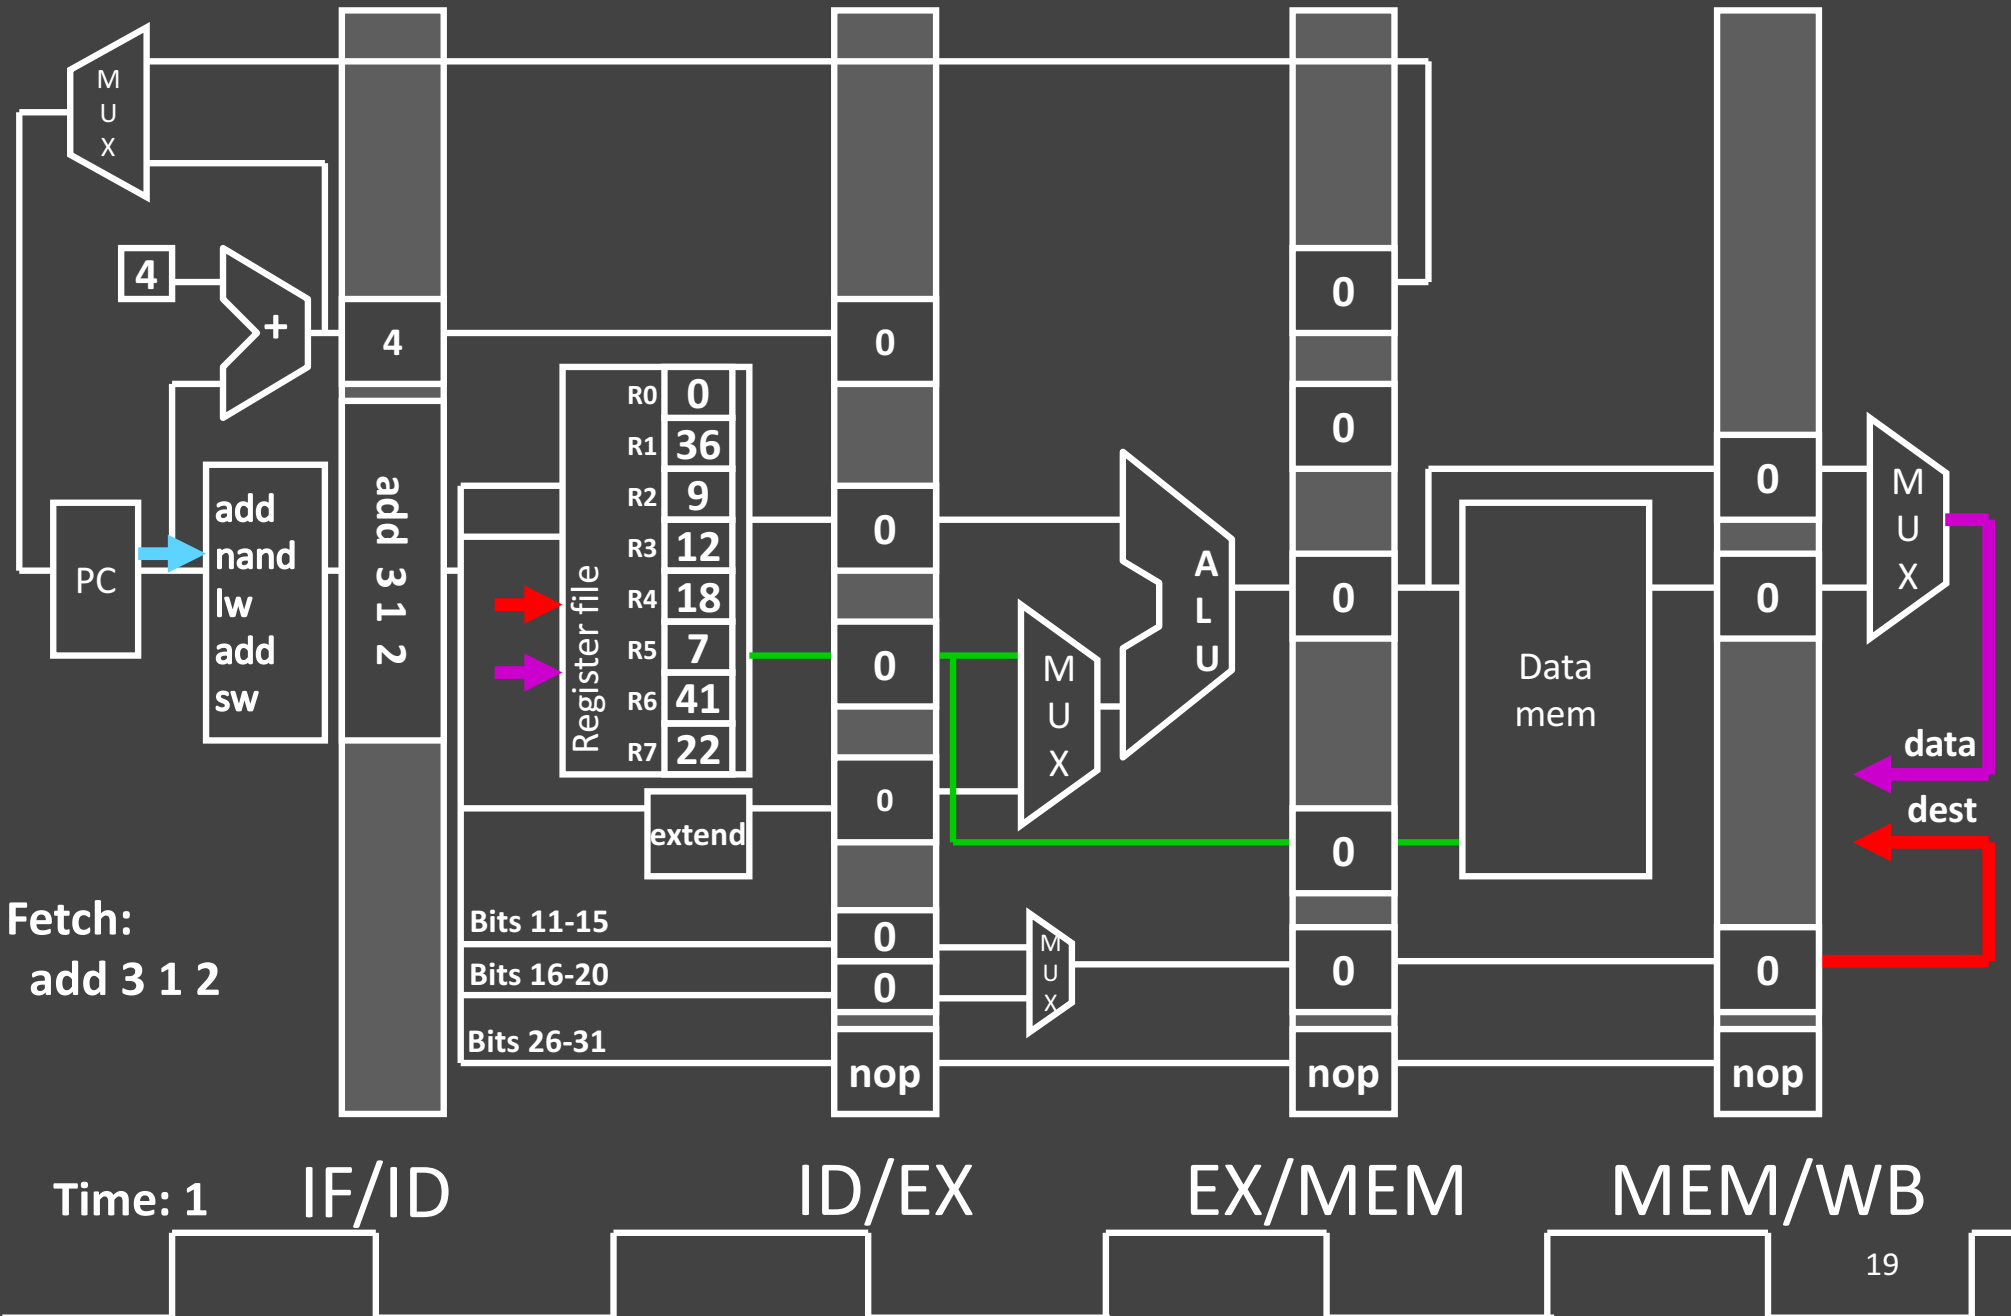 M
U
X
4
+
4
0
0
0
R0 0
R1 36
R2 9
R3 12
R4 18
R5 7
R6 41
R7 22
Register file
PC
add
nand
lw
add
sw
add 3 1 2
0
0
0
extend
M
U
X
A
L
U
0
0
Data
mem
0
0
M
U
X
data
dest
Fetch:
add 3 1 2
Bits 11-15
Bits 16-20
Bits 26-31
0
0
nop
M
U
X
0
nop
0
nop
Time: 1
IF/ID
ID/EX
EX/MEM
MEM/WB
19